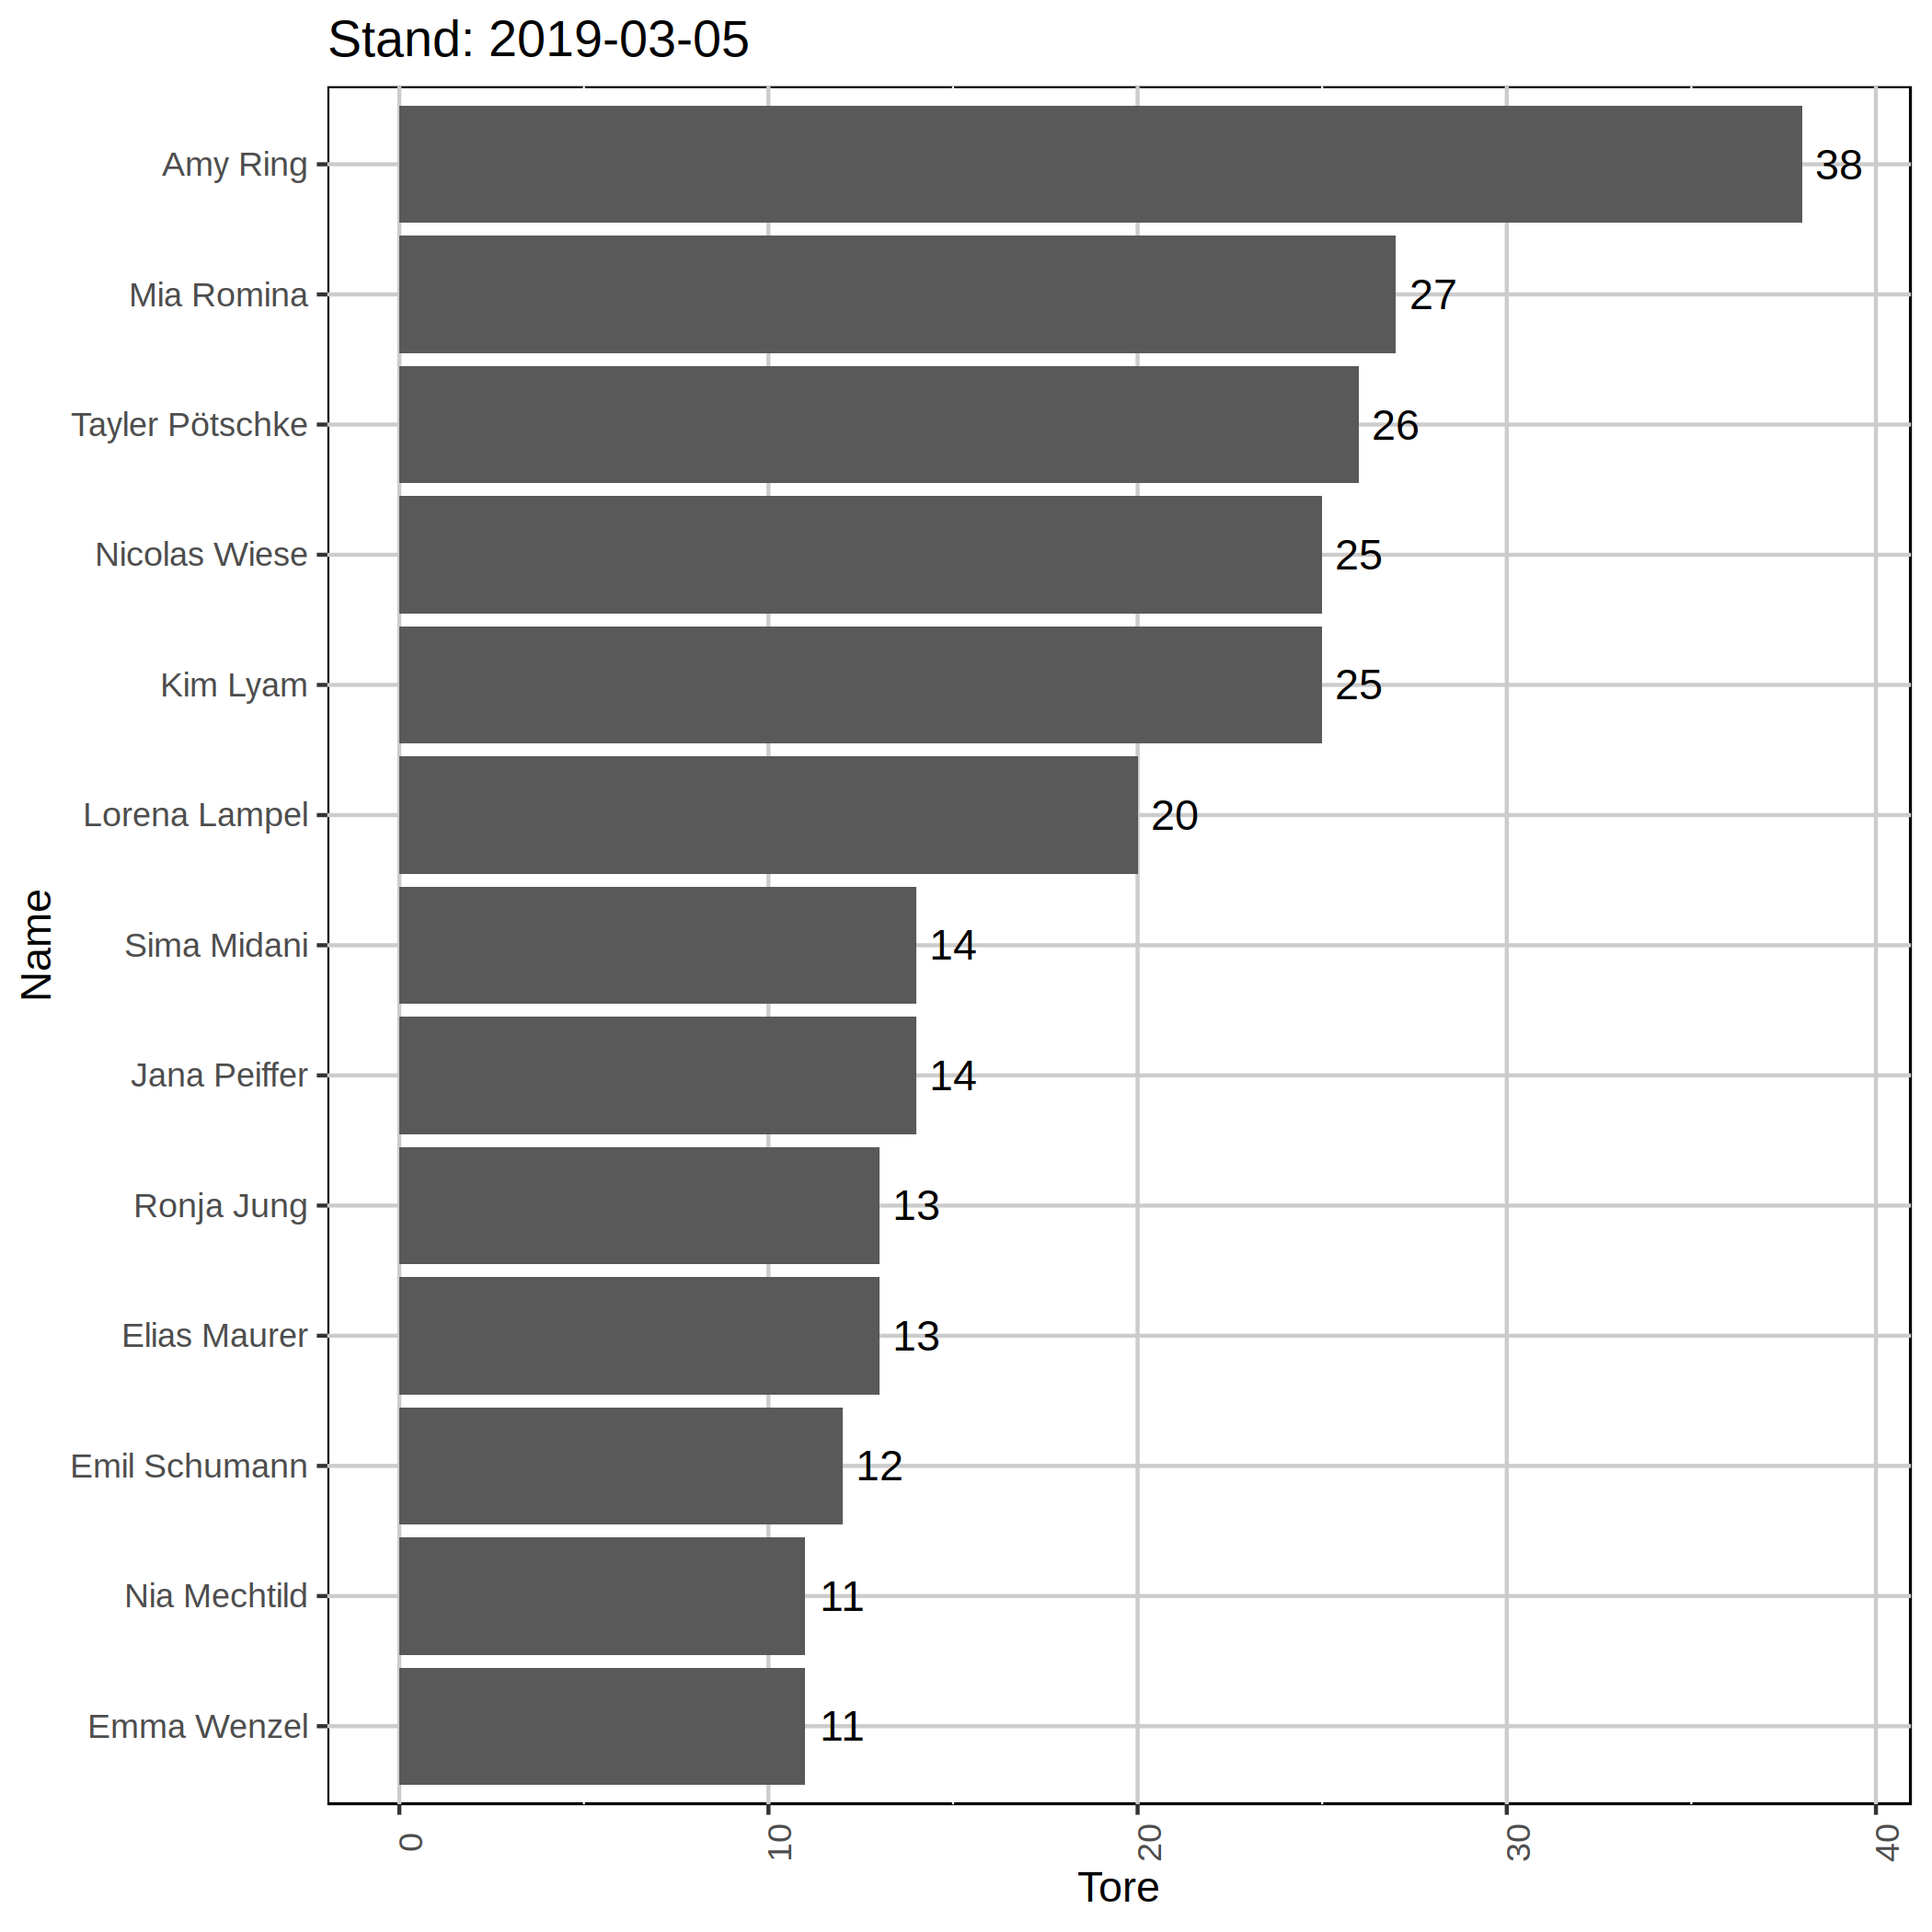 Stand: 2019-03-05
Amy Ring 38
Mia Romina 27
Tayler Pötschke 26
Nicolas Wiese 25
Kim Lyam 25
Lorena Lampel 20
Sima Midani 14
Jana Peiffer 14
Ronja Jung 13
Elias Maurer 13
Emil Schumann 12
Nia Mechtild 11
Emma Wenzel 11
Name
0 10 20 30 40
Tore